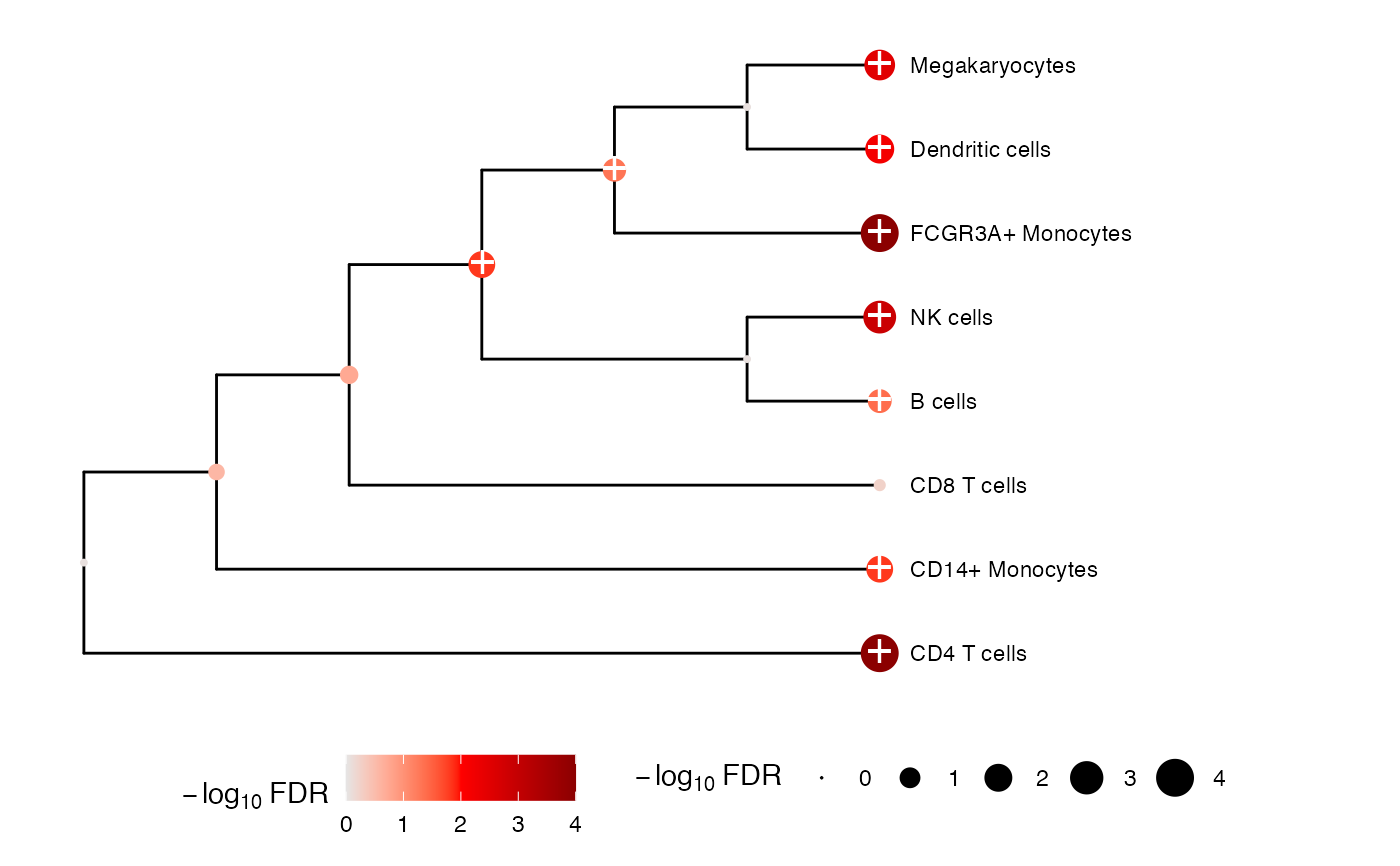 Megakaryocytes
Dendritic cells
FCGR3A+ Monocytes
NK cells
B cells
CD8 T cells
CD14+ Monocytes
CD4 T cells
−log₁₀ FDR
0 1 2 3 4
−log₁₀ FDR 0 1 2 3 4